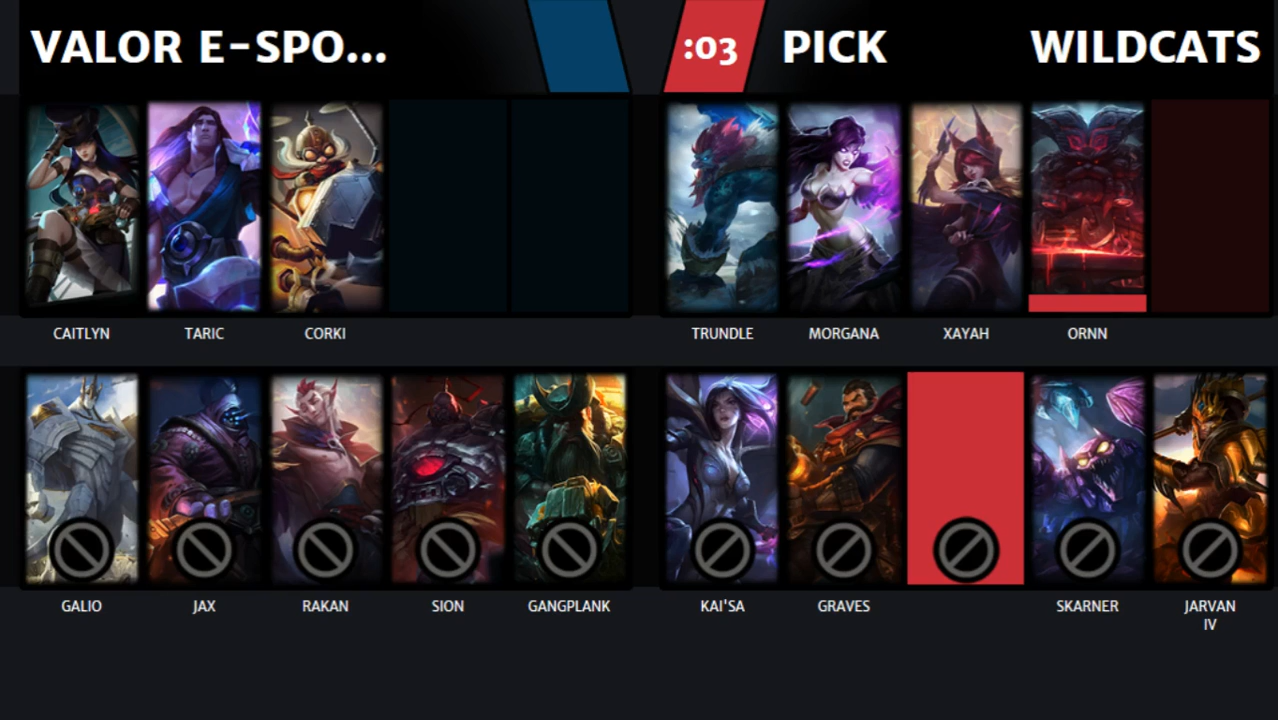 VALOR E-SPO...
:03 PICK WILDCATS
CAITLYN TARIC CORKI
TRUNDLE MORGANA XAYAH ORNN
GALIO JAX RAKAN SION GANGPLANK
KAI'SA GRAVES SKARNER JARVAN
IV